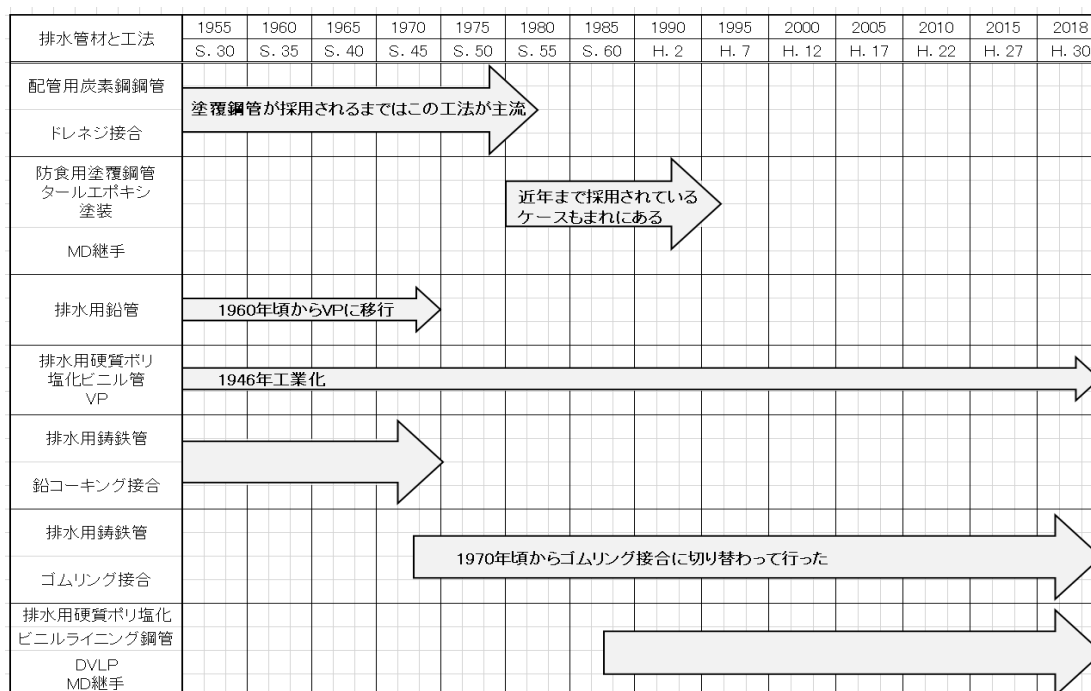 排水管材と工法
1955 1960 1965 1970 1975 1980 1985 1990 1995 2000 2005 2010 2015 2018
S. 30 S. 35 S. 40 S. 45 S. 50 S. 55 S. 60 H. 2 H. 7 H. 12 H. 17 H. 22 H. 27 H. 30
配管用炭素鋼鋼管
ドレネジ接合
塗覆鋼管が採用されるまではこの工法が主流
防食用塗覆鋼管
タールエポキシ
塗装
MD継手
近年まで採用されている
ケースもまれにある
排水用鉛管
1960年頃からVPに移行
排水用硬質ポリ
塩化ビニル管
VP
1946年工業化
排水用鋳鉄管
鉛コーキング接合
排水用鋳鉄管
ゴムリング接合
1970年頃からゴムリング接合に切り替わって行った
排水用硬質ポリ塩化
ビニルライニング鋼管
DVLP
MD継手